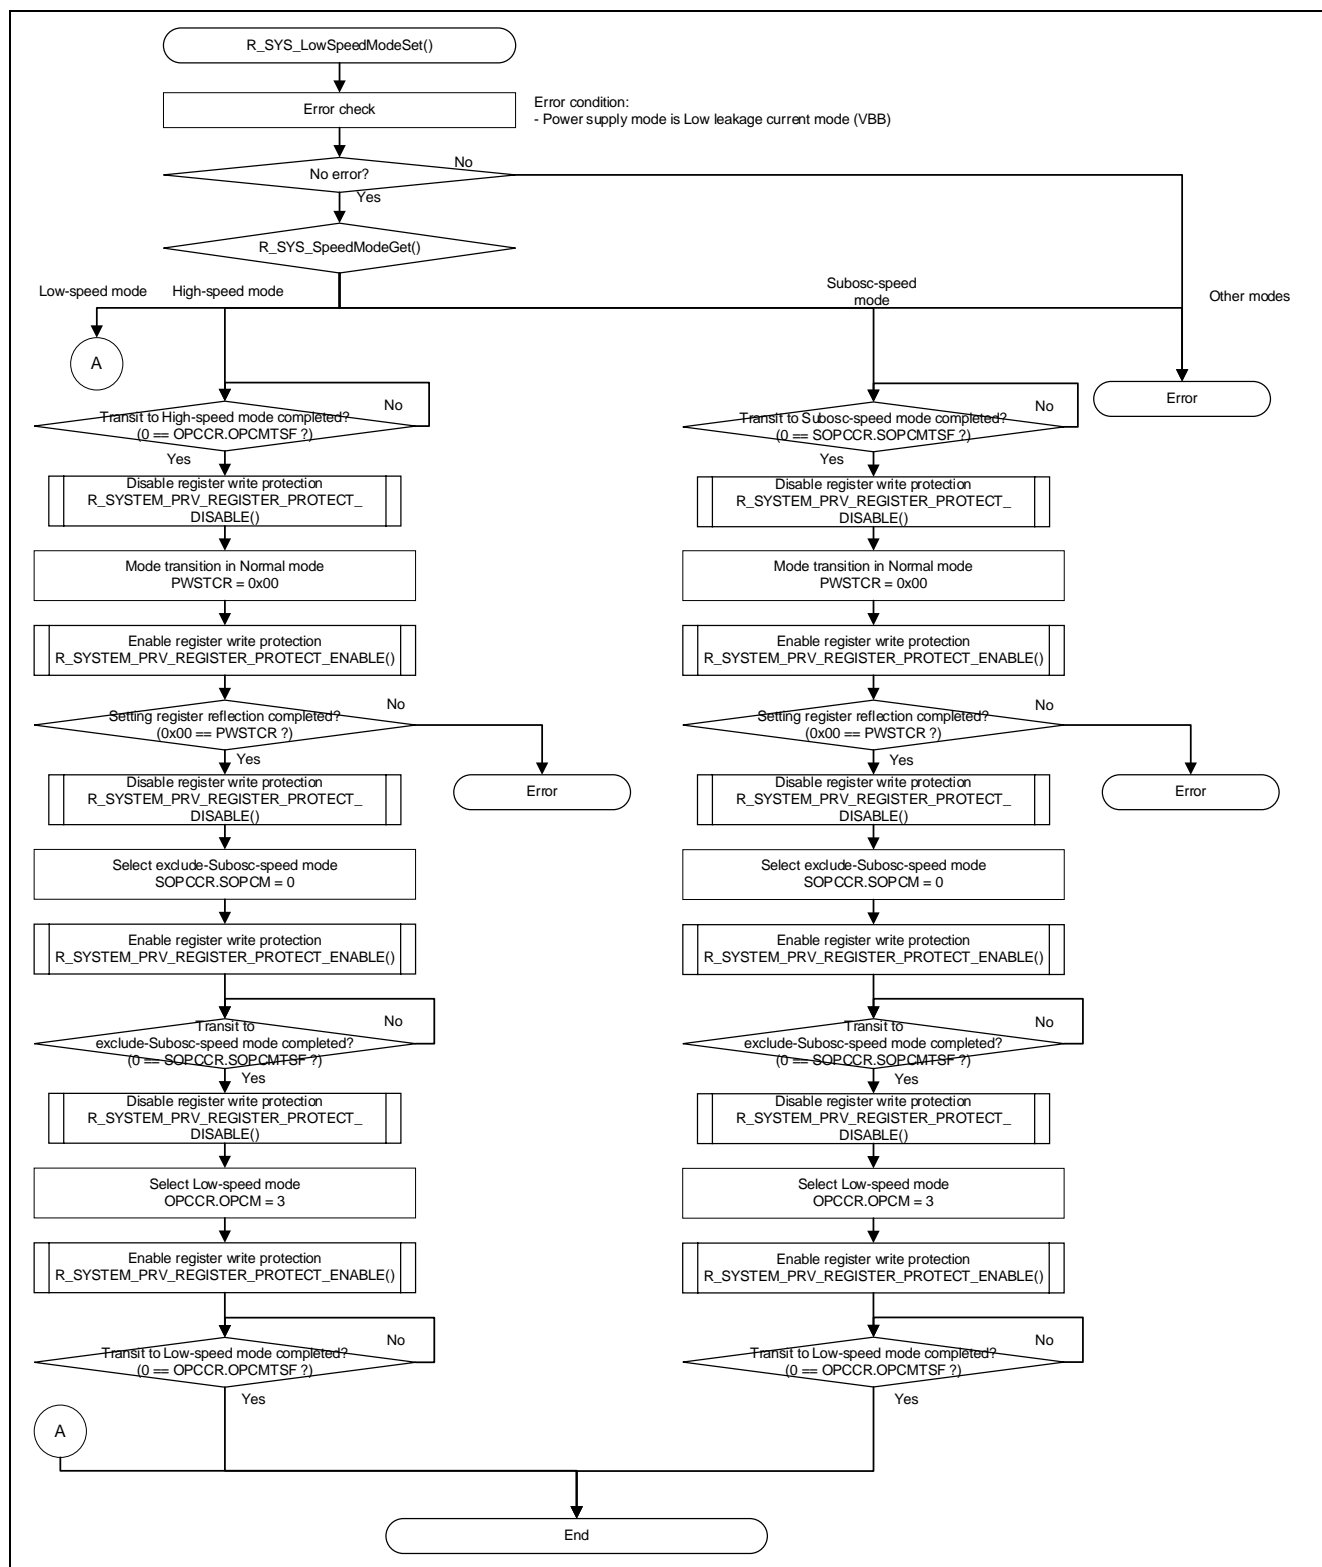 R_SYS_LowSpeedModeSet()
Error check
Error condition:
- Power supply mode is Low leakage current mode (VBB)
No error?
No
Yes
R_SYS_SpeedModeGet()
Low-speed mode
High-speed mode
Subosc-speed
mode
Other modes
A
Error
Transit to High-speed mode completed?
(0 == OPCCR.OPCMTSF ?)
No
Yes
Disable register write protection
R_SYSTEM_PRV_REGISTER_PROTECT_
DISABLE()
Mode transition in Normal mode
PWSTCR = 0x00
Enable register write protection
R_SYSTEM_PRV_REGISTER_PROTECT_ENABLE()
Setting register reflection completed?
(0x00 == PWSTCR ?)
No
Yes
Error
Disable register write protection
R_SYSTEM_PRV_REGISTER_PROTECT_
DISABLE()
Select exclude-Subosc-speed mode
SOPCCR.SOPCM = 0
Enable register write protection
R_SYSTEM_PRV_REGISTER_PROTECT_ENABLE()
Transit to
exclude-Subosc-speed mode completed?
(0 == SOPCCR.SOPCMTSF ?)
No
Yes
Disable register write protection
R_SYSTEM_PRV_REGISTER_PROTECT_
DISABLE()
Select Low-speed mode
OPCCR.OPCM = 3
Enable register write protection
R_SYSTEM_PRV_REGISTER_PROTECT_ENABLE()
Transit to Low-speed mode completed?
(0 == OPCCR.OPCMTSF ?)
No
Yes
Transit to Subosc-speed mode completed?
(0 == SOPCCR.SOPCMTSF ?)
No
Yes
Disable register write protection
R_SYSTEM_PRV_REGISTER_PROTECT_
DISABLE()
Mode transition in Normal mode
PWSTCR = 0x00
Enable register write protection
R_SYSTEM_PRV_REGISTER_PROTECT_ENABLE()
Setting register reflection completed?
(0x00 == PWSTCR ?)
No
Yes
Error
Disable register write protection
R_SYSTEM_PRV_REGISTER_PROTECT_
DISABLE()
Select exclude-Subosc-speed mode
SOPCCR.SOPCM = 0
Enable register write protection
R_SYSTEM_PRV_REGISTER_PROTECT_ENABLE()
Transit to
exclude-Subosc-speed mode completed?
(0 == SOPCCR.SOPCMTSF ?)
No
Yes
Disable register write protection
R_SYSTEM_PRV_REGISTER_PROTECT_
DISABLE()
Select Low-speed mode
OPCCR.OPCM = 3
Enable register write protection
R_SYSTEM_PRV_REGISTER_PROTECT_ENABLE()
Transit to Low-speed mode completed?
(0 == OPCCR.OPCMTSF ?)
No
Yes
A
End